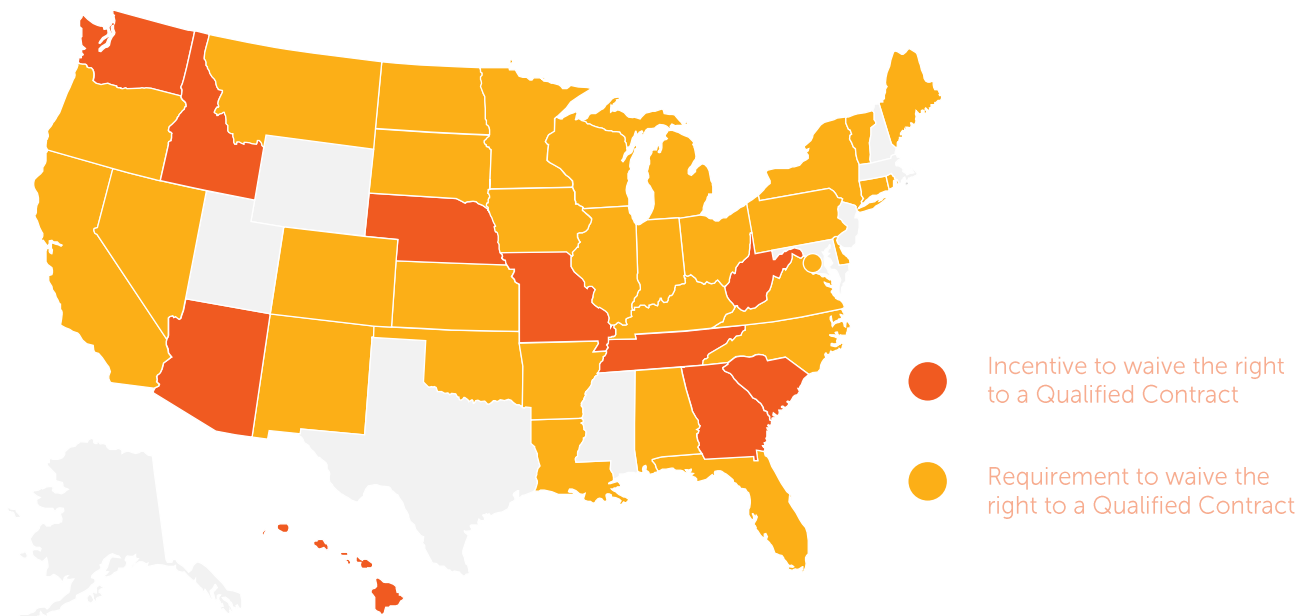 Incentive to waive the right
to a Qualified Contract
Requirement to waive the
right to a Qualified Contract